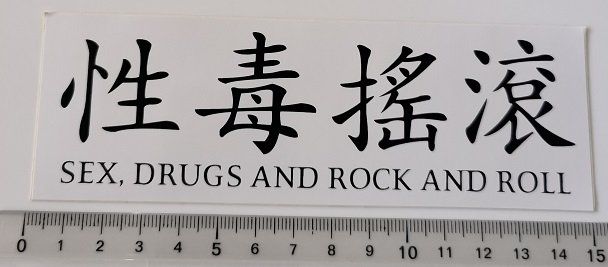 性毒搖滾
SEX, DRUGS AND ROCK AND ROLL
0 1 2 3 4 5 6 7 8 9 10 11 12 13 14 15